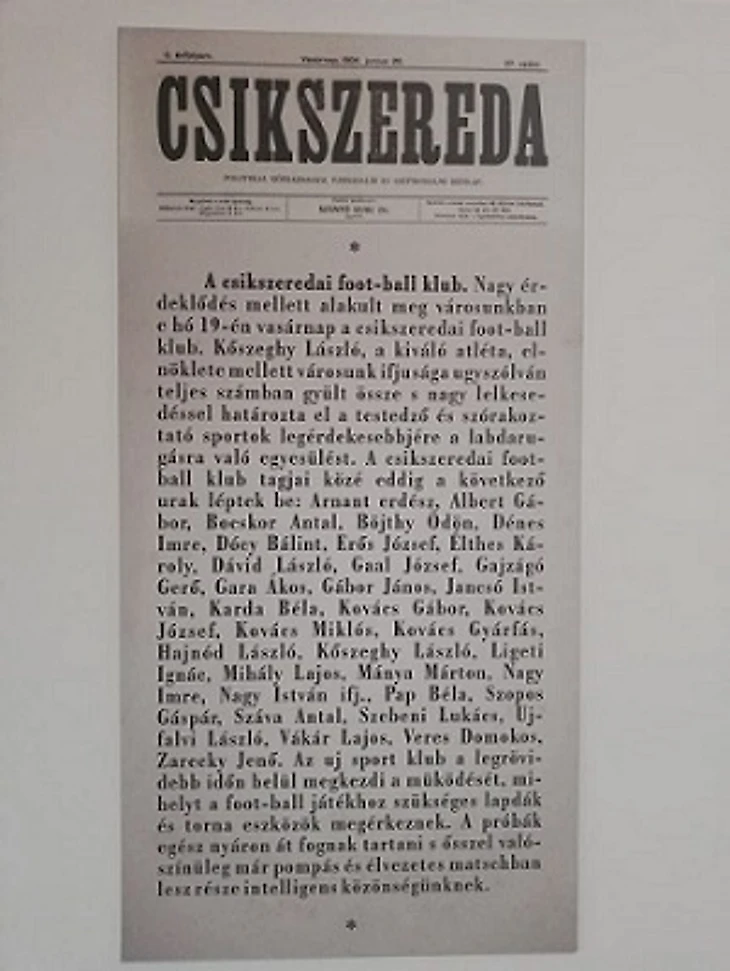 CSIKSZEREDA
*
A csikszeredai foot-ball klub. Nagy ér-
deklődés mellett alakult meg városunkban
e hó 19-én vasárnap a csikszeredai foot-ball
klub. Kőszeghy László, a kiváló atléta, el-
nöklete mellett városunk ifjusága ugyszólván
teljes számban gyült össze s nagy lelkese-
déssel határozta el a testedző és szórakoz-
tató sportok legérdekesebbjére a labdaru-
gásra való egyesülést. A csikszeredai foot-
ball klub tagjai közé eddig a következő
urak léptek be: Arnant erdész, Albert Gá-
bor, Bocskor Antal, Böjthy Ödön, Dénes
Imre, Dócy Bálint, Erős József, Élthes Ká-
roly, Dávid László, Gaal József, Gajzágó
Gerő, Gara Ákos, Gábor János, Jancsó Ist-
ván, Karda Béla, Kovács Gábor, Kovács
József, Kovács Miklós, Kovács Gyárfás,
Hajnód László, Kőszeghy László, Ligeti
Ignác, Mihály Lajos, Mánya Márton, Nagy
Imre, Nagy István ifj., Pap Béla, Szopos
Gáspár, Száva Antal, Szebeni Lukács, Uj-
falvi László, Vákár Lajos, Veres Domokos,
Zarecky Jenő. Az uj sport klub a legrövi-
debb időn belül megkezdi a müködését, mi-
helyt a foot-ball játékhoz szükséges lapdák
és torna eszközök megérkeznek. A próbák
egész nyáron át fognak tartani s ősszel való-
szinüleg már pompás és élvezetes matschban
lesz része intelligens közönségünknek.
*